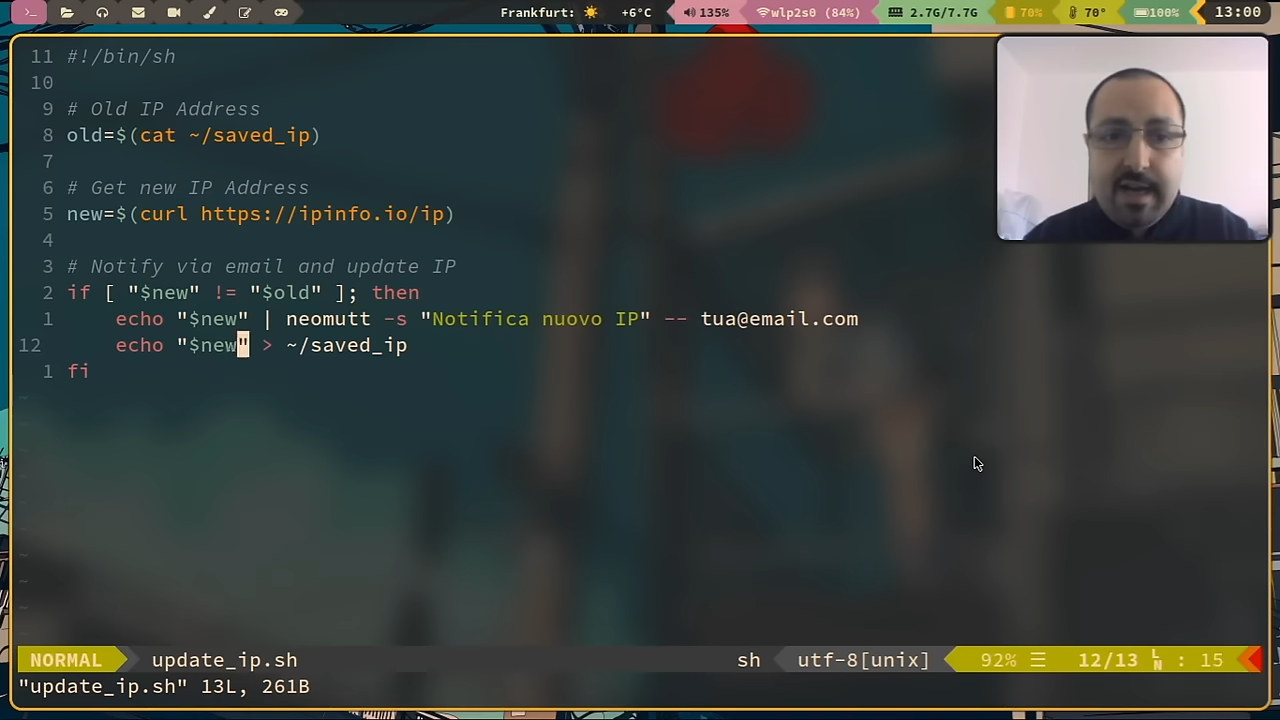 Frankfurt: +6°C 135% wlp2s0 (84%) 2.7G/7.7G 70% 70° 100% 13:00
11 #!/bin/sh
10
9 # Old IP Address
8 old=$(cat ~/saved_ip)
7
6 # Get new IP Address
5 new=$(curl https://ipinfo.io/ip)
4
3 # Notify via email and update IP
2 if [ "$new" != "$old" ]; then
1 echo "$new" | neomutt -s "Notifica nuovo IP" -- tua@email.com
12 echo "$new" > ~/saved_ip
1 fi
~
~
~
~
~
~
~
~
~
NORMAL update_ip.sh sh utf-8[unix] 92% ☰ 12/13 LN : 15
"update_ip.sh" 13L, 261B